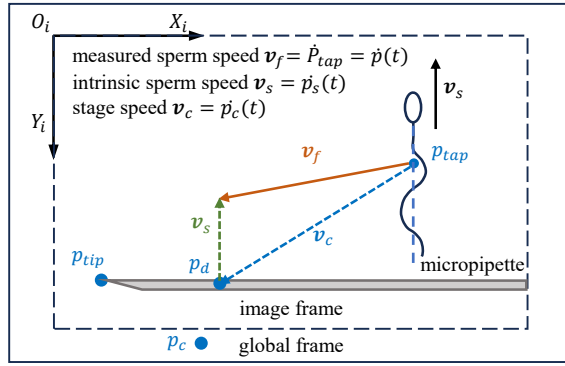 O_i X_i
measured sperm speed v_f = Ṗ_tap = ṗ(t)
intrinsic sperm speed v_s = ṗ_s(t)
stage speed v_c = ṗ_c(t)
Y_i
v_s
v_f
p_tap
v_s
v_c
p_tip
p_d
micropipette
image frame
p_c
global frame